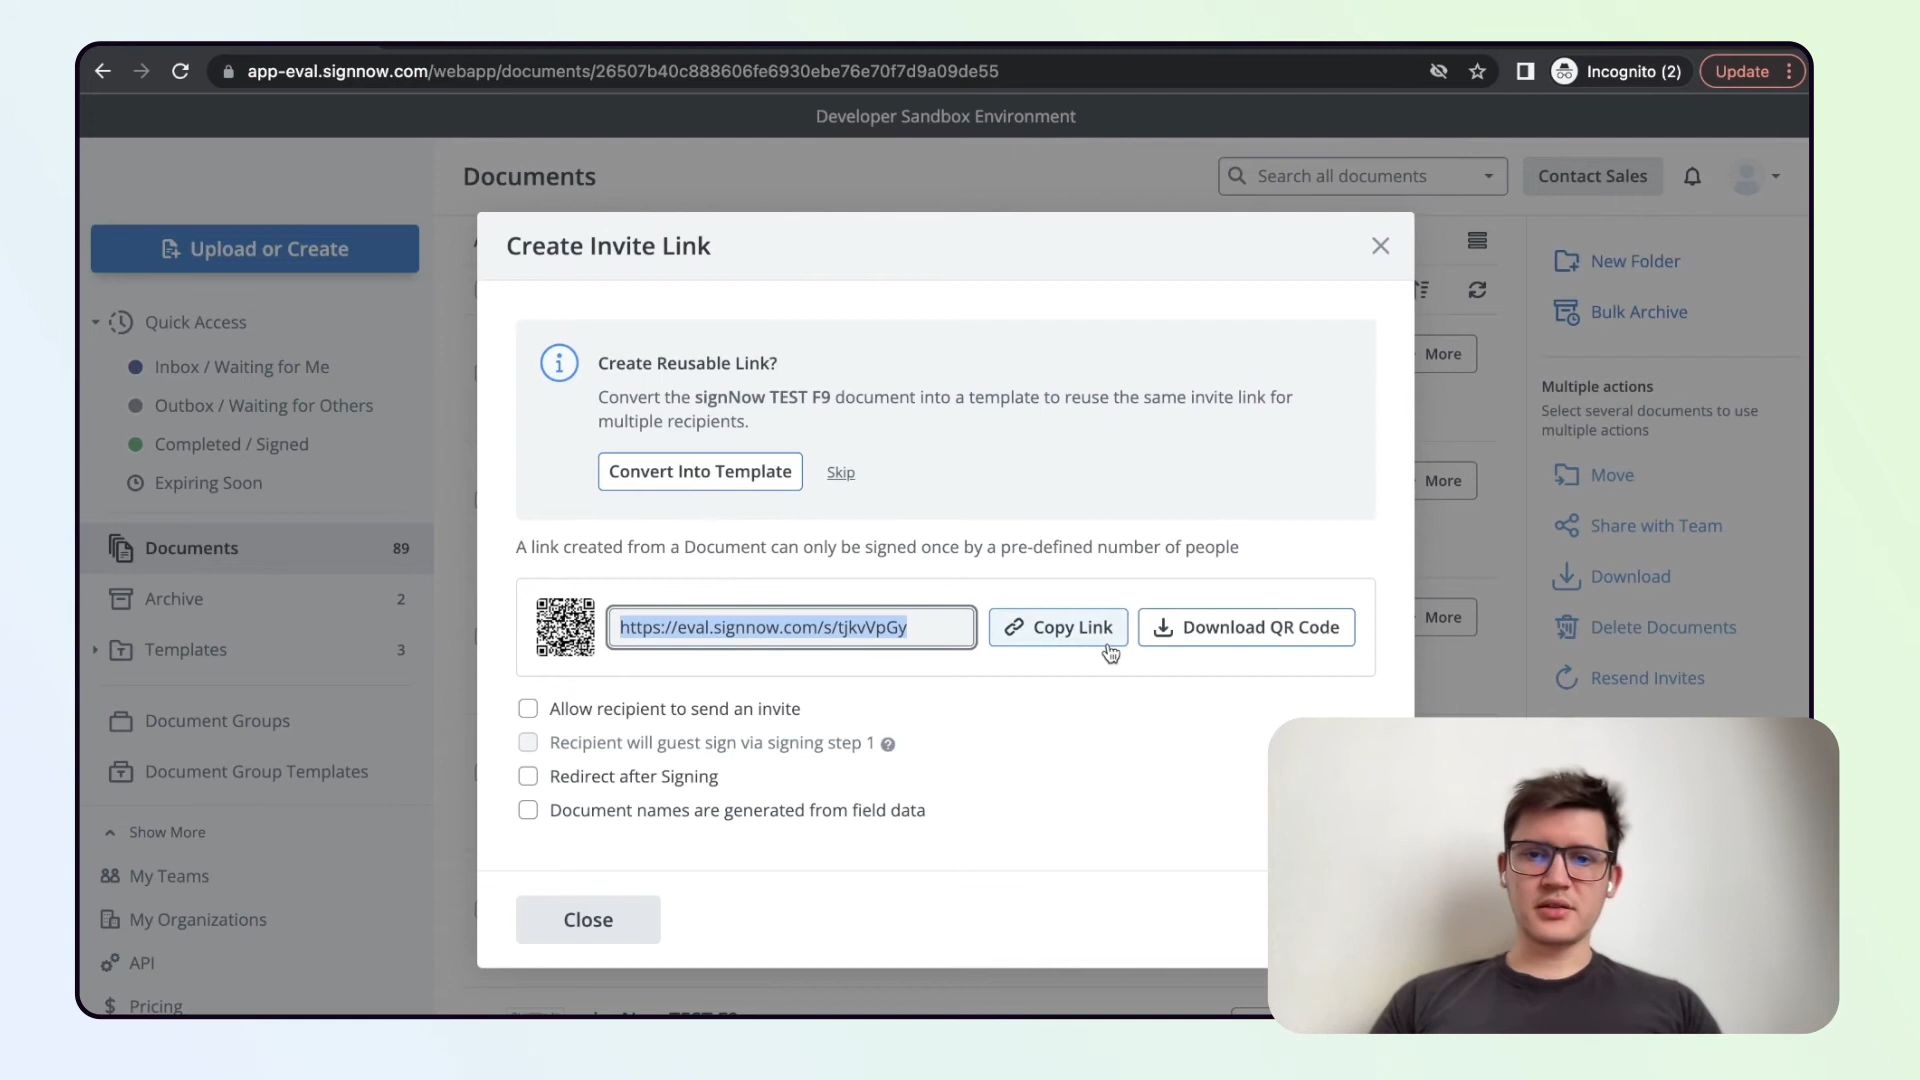 app-eval.signnow.com/webapp/documents/26507b40c888606fe6930ebe76e70f7d9a09de55
Incognito (2)
Update
Developer Sandbox Environment
Documents
Search all documents
Contact Sales
Upload or Create
Quick Access
Inbox / Waiting for Me
Outbox / Waiting for Others
Completed / Signed
Expiring Soon
Documents 89
Archive 2
Templates 3
Document Groups
Document Group Templates
Show More
My Teams
My Organizations
API
Pricing
Create Invite Link
Create Reusable Link?
Convert the signNow TEST F9 document into a template to reuse the same invite link for
multiple recipients.
Convert Into Template Skip
A link created from a Document can only be signed once by a pre-defined number of people
https://eval.signnow.com/s/tjkvVpGy Copy Link Download QR Code
Allow recipient to send an invite
Recipient will guest sign via signing step 1
Redirect after Signing
Document names are generated from field data
Close
More
More
More
New Folder
Bulk Archive
Multiple actions
Select several documents to use
multiple actions
Move
Share with Team
Download
Delete Documents
Resend Invites